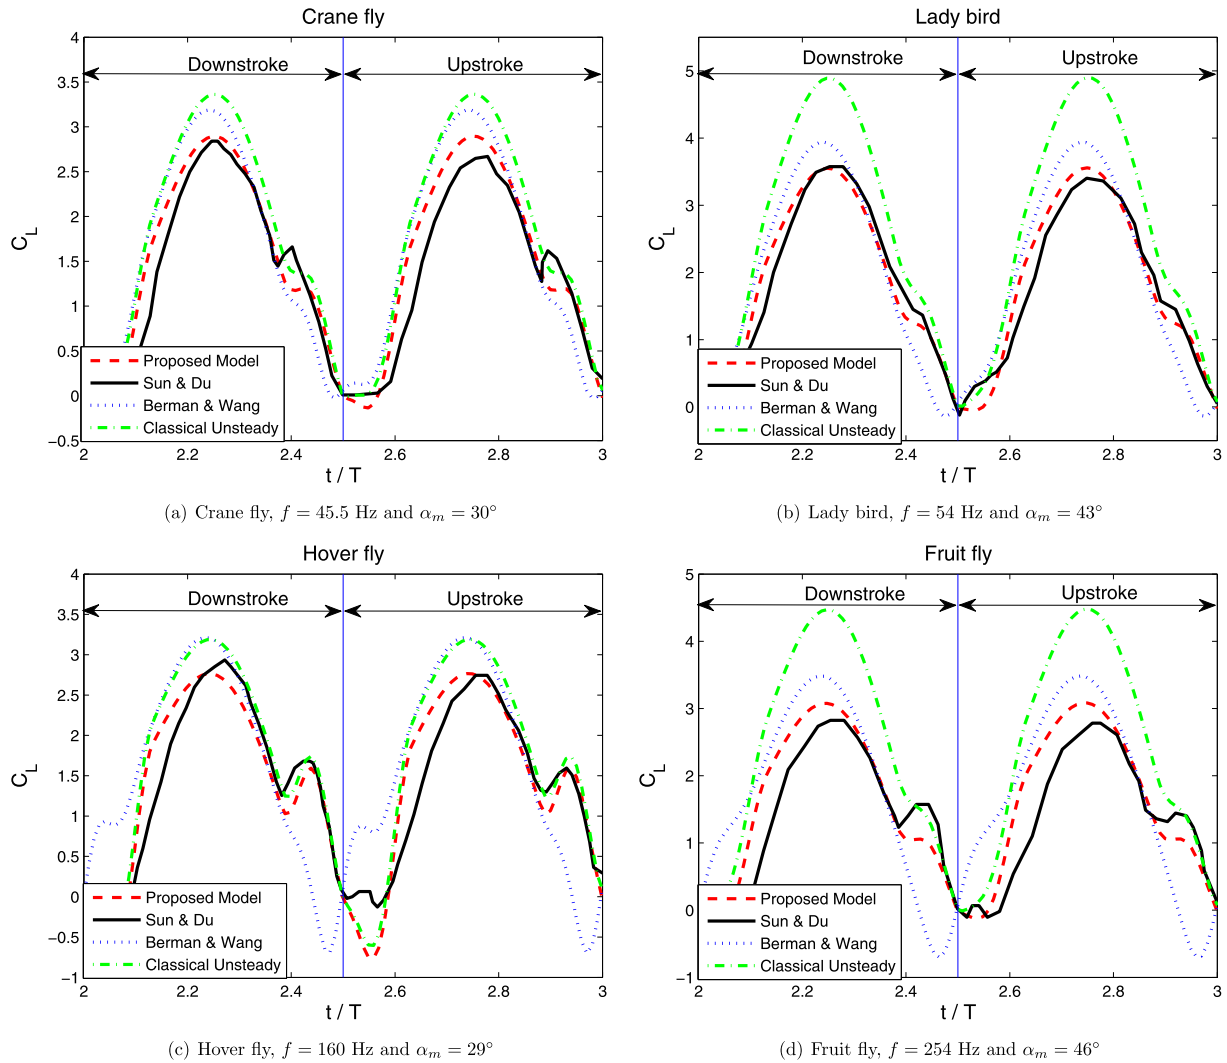 Crane fly
4
3.5
3
2.5
2
1.5
1
0.5
0
−0.5
C_L
Downstroke
Upstroke
Proposed Model
Sun & Du
Berman & Wang
Classical Unsteady
2 2.2 2.4 2.6 2.8 3
t / T
(a) Crane fly, f = 45.5 Hz and α_m = 30°
Lady bird
5
4
3
2
1
0
C_L
Downstroke
Upstroke
Proposed Model
Sun & Du
Berman & Wang
Classical Unsteady
2 2.2 2.4 2.6 2.8 3
t / T
(b) Lady bird, f = 54 Hz and α_m = 43°
Hover fly
4
3.5
3
2.5
2
1.5
1
0.5
0
−0.5
−1
C_L
Downstroke
Upstroke
Proposed Model
Sun & Du
Berman & Wang
Classical Unsteady
2 2.2 2.4 2.6 2.8 3
t / T
(c) Hover fly, f = 160 Hz and α_m = 29°
Fruit fly
5
4
3
2
1
0
−1
C_L
Downstroke
Upstroke
Proposed Model
Sun & Du
Berman & Wang
Classical Unsteady
2 2.2 2.4 2.6 2.8 3
t / T
(d) Fruit fly, f = 254 Hz and α_m = 46°